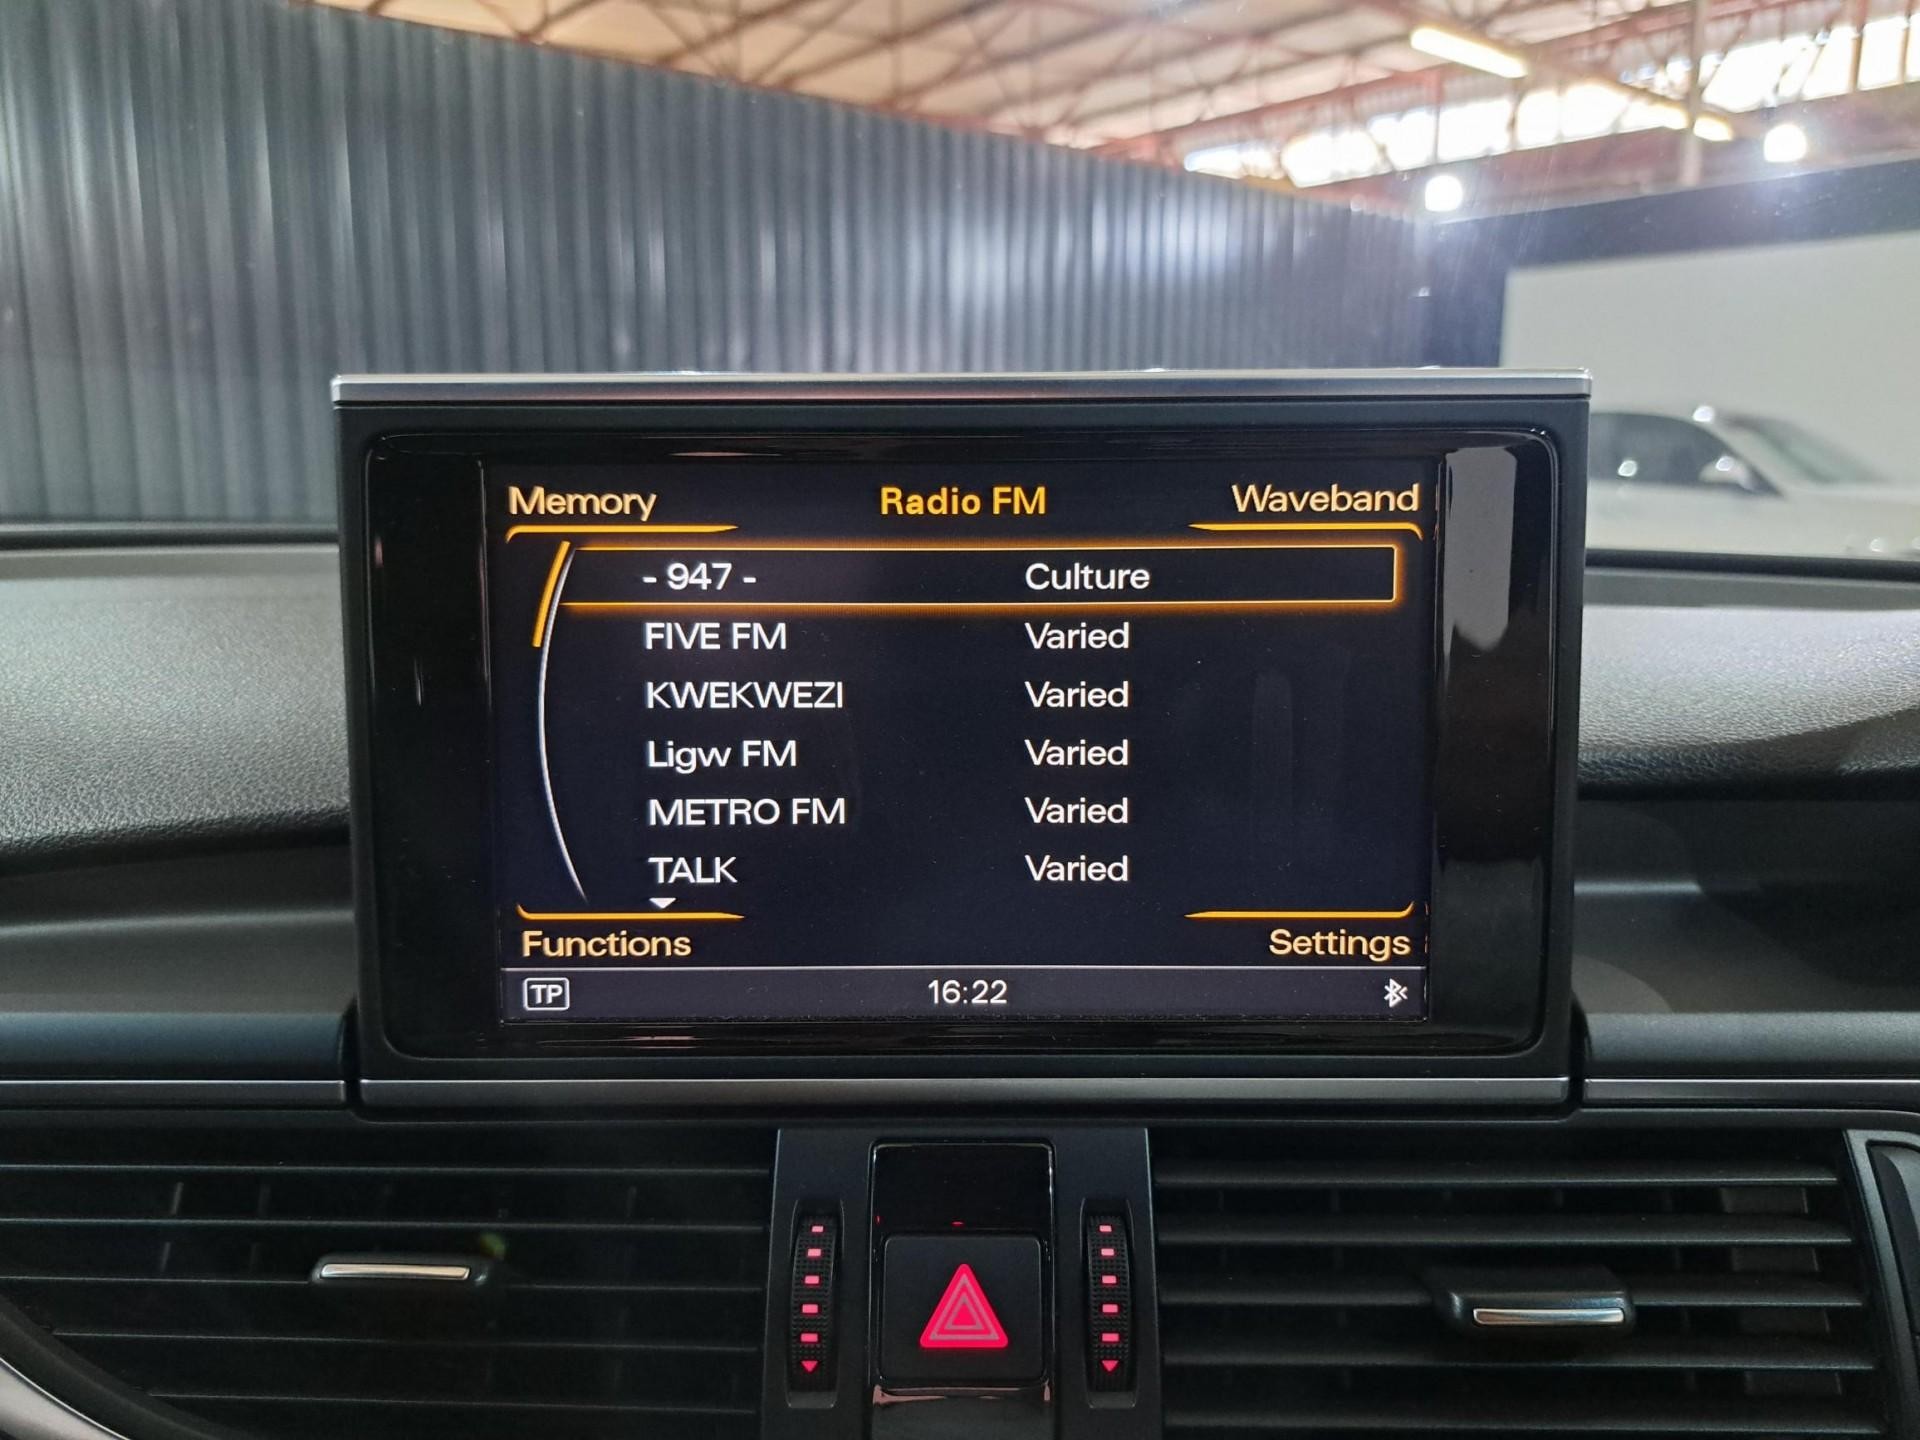 Memory Radio FM Waveband
- 947 - Culture
FIVE FM Varied
KWEKWEZI Varied
Ligw FM Varied
METRO FM Varied
TALK Varied
Functions Settings
TP 16:22